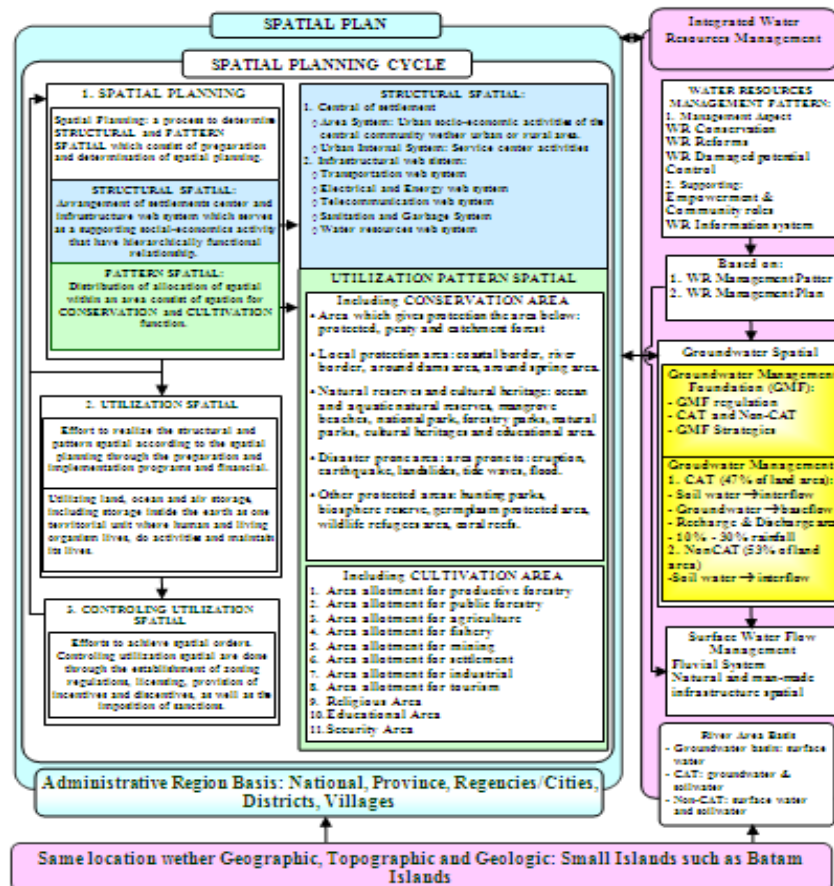 SPATIAL PLAN
SPATIAL PLANNING CYCLE
1. SPATIAL PLANNING
Spatial Planning: a process to determine
STRUCTURAL and PATTERN
SPATIAL which consist of preparation
and determination of spatial planning.
STRUCTURAL SPATIAL:
Arrangement of settlements center and
infrastructure web system which serves
as a supporting social-economics activity
that have hierarchically functional
relationship.
PATTERN SPATIAL:
Distribution of allocation of spatial
within an area consist of spation for
CONSERVATION and CULTIVATION
function.
2. UTILIZATION SPATIAL
Effort to realize the structural and
pattern spatial according to the spatial
planning through the preparation and
implementation programs and financial.
Utilizing land, ocean and air storage,
including storage inside the earth as one
territorial unit where human and living
organism lives, do activities and maintain
its lives.
3. CONTROLING UTILIZATION
SPATIAL
Efforts to achieve spatial orders.
Controling utilization spatial are done
through the establishment of zoning
regulations, licensing, provision of
incentives and discentives, as well as the
imposition of sanctions.
STRUCTURAL SPATIAL:
1. Central of settlement
o Area System: Urban socio-economic activities of the
central community wether urban or rural area.
o Urban Internal System: Service center activities
2. Infrastructural web sistem:
o Transportation web system
o Electrical and Energy web system
o Telecommunication web system
o Sanitation and Garbage System
o Water resources web system
UTILIZATION PATTERN SPATIAL
Including CONSERVATION AREA
• Area which gives protection the area below:
protected, peaty and catchment forest
• Local protection area: coastal border, river
border, around dams area, around spring area.
• Natural reserves and cultural heritage: ocean
and aquatic natural reserves, mangrove
beaches, national park, forestry parks, natural
parks, cultural heritages and educational area.
• Disaster prone area: area prone to: eruption,
earthquake, landslides, tide waves, flood.
• Other protected areas: hunting parks,
biosphere reserve, germplasm protected area,
wildlife refugees area, coral reefs.
Including CULTIVATION AREA
1. Area allotment for productive forestry
2. Area allotment for public forestry
3. Area allotment for agriculture
4. Area allotment for fishery
5. Area allotment for mining
6. Area allotment for settlement
7. Area allotment for industrial
8. Area allotment for tourism
9. Religious Area
10. Educational Area
11. Security Area
Administrative Region Basis: National, Province, Regencies/Cities,
Districts, Villages
Integrated Water
Resources Management
WATER RESOURCES
MANAGEMENT PATTERN:
1. Management Aspect
WR Conservation
WR Reforms
WR Damaged potential
Control
2. Supporting:
Empowerment &
Community roles
WR Information system
Based on:
1. WR Management Patter
2. WR Management Plan
Groundwater Spatial
Groundwater Management
Foundation (GMF):
- GMF regulation
- CAT and Non-CAT
- GMF Strategies
Groudwater Management
1. CAT (47% of land area):
- Soil water → interflow
- Groundwater → baseflow
- Recharge & Discharge area
- 10% - 30% rainfall
2. NonCAT (53% of land
area)
-Soil water → interflow
Surface Water Flow
Management
Fluvial System
Natural and man-made
infrastructure spatial
River Area Basis
- Groundwater basin: surface
water
- CAT: groundwater &
soilwater
- Non-CAT: surface water
and soilwater
Same location wether Geographic, Topographic and Geologic: Small Islands such as Batam
Islands